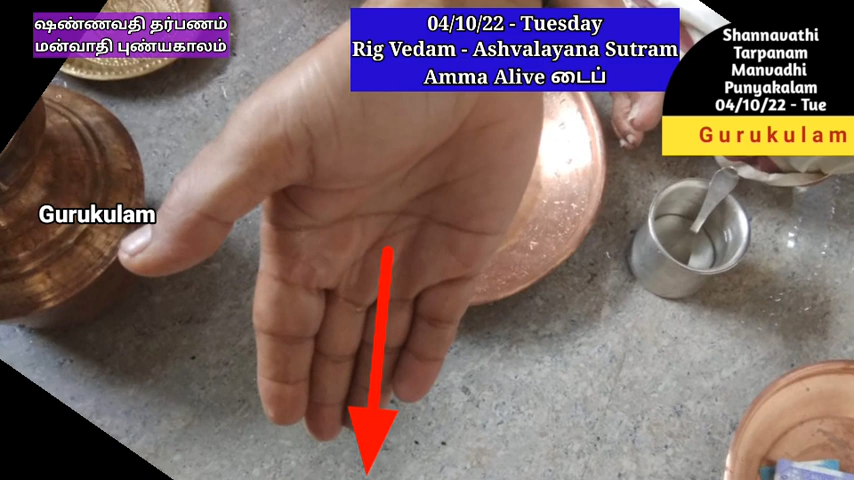 ஷண்ணவதி தர்பணம்
மன்வாதி புண்யகாலம்
04/10/22 - Tuesday
Rig Vedam - Ashvalayana Sutram
Amma Alive டைப்
Shannavathi
Tarpanam
Manvadhi
Punyakalam
04/10/22 - Tue
Gurukulam
Gurukulam